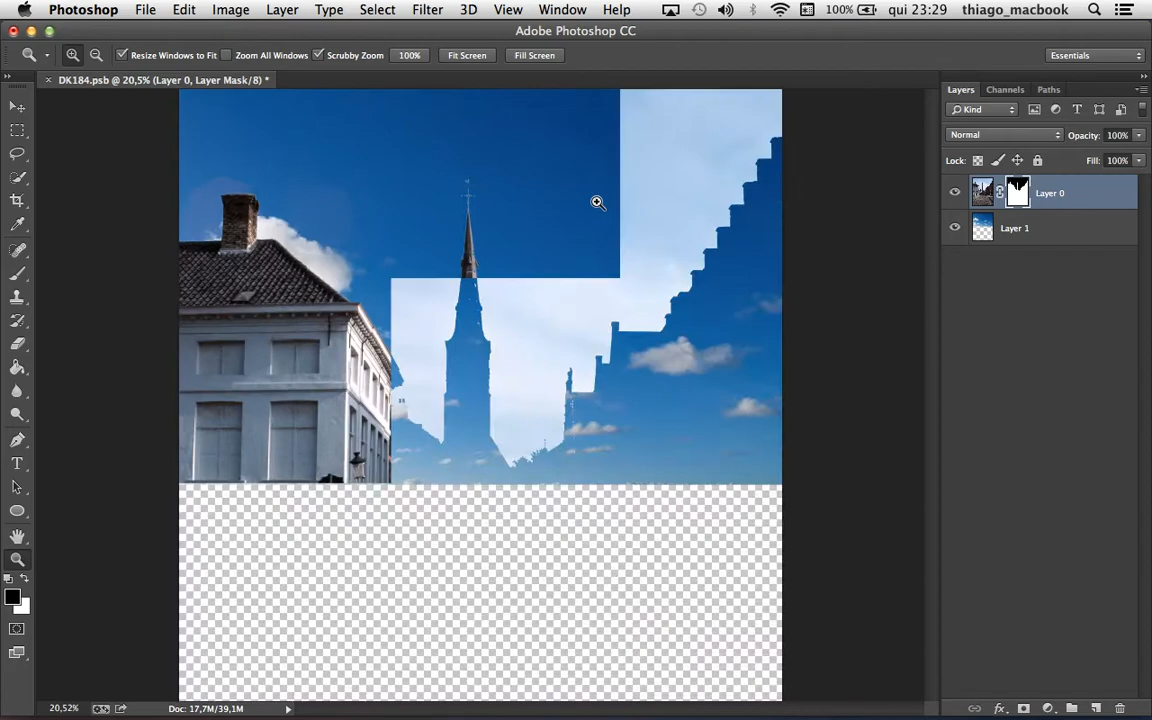 Photoshop File Edit Image Layer Type Select Filter 3D View Window Help 100% qui 23:29 thiago_macbook
Adobe Photoshop CC
Resize Windows to Fit Zoom All Windows Scrubby Zoom 100% Fit Screen Fill Screen Essentials
DK184.psb @ 20,5% (Layer 0, Layer Mask/8) *
Layers Channels Paths
Kind
Normal Opacity: 100%
Lock: Fill: 100%
Layer 0
Layer 1
20,52% Doc: 17,7M/39,1M